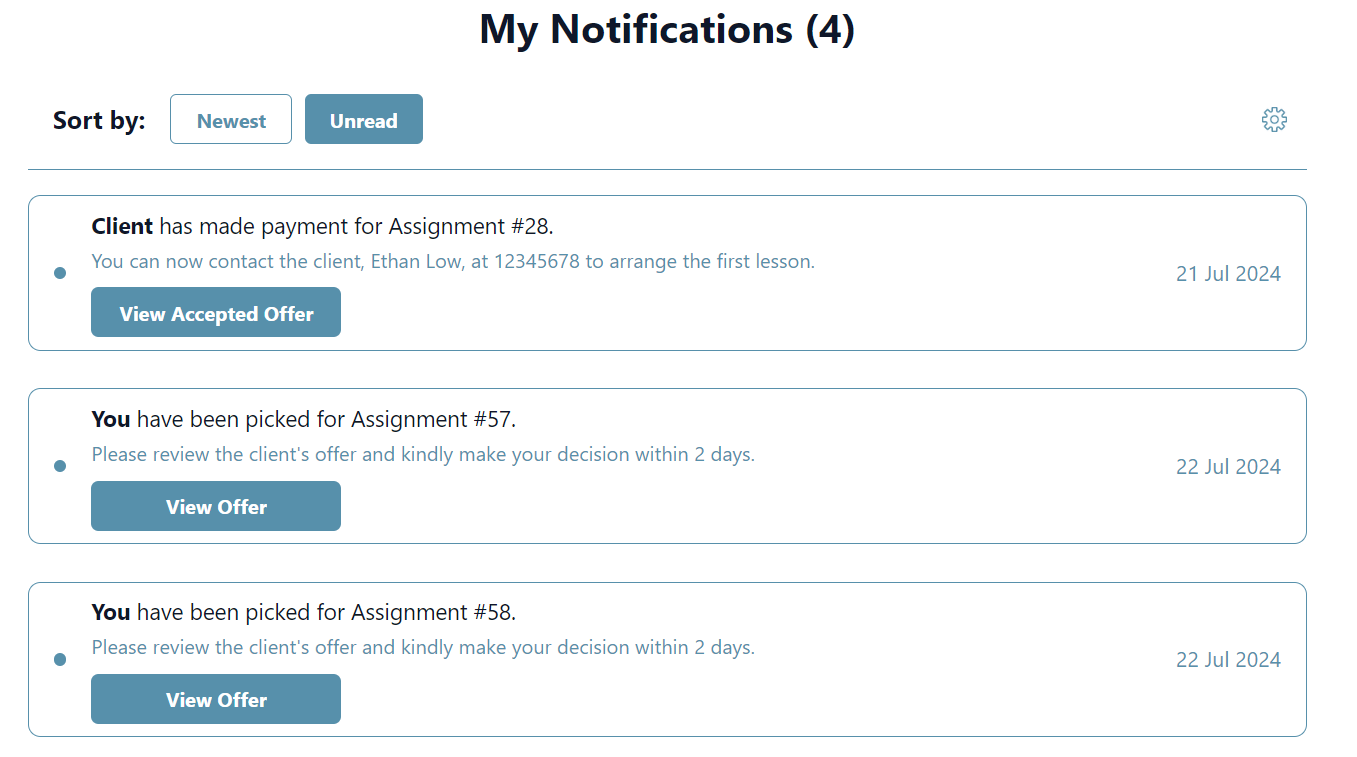 My Notifications (4)
Sort by:
Newest
Unread
Client has made payment for Assignment #28.
You can now contact the client, Ethan Low, at 12345678 to arrange the first lesson.
21 Jul 2024
View Accepted Offer
You have been picked for Assignment #57.
Please review the client's offer and kindly make your decision within 2 days.
22 Jul 2024
View Offer
You have been picked for Assignment #58.
Please review the client's offer and kindly make your decision within 2 days.
22 Jul 2024
View Offer